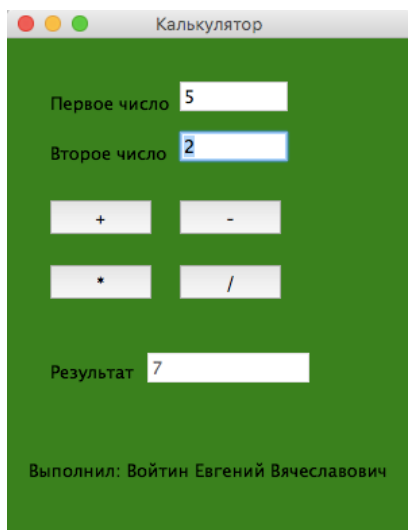 Калькулятор
Первое число 5
Второе число 2
+ -
* /
Результат 7
Выполнил: Войтин Евгений Вячеславович